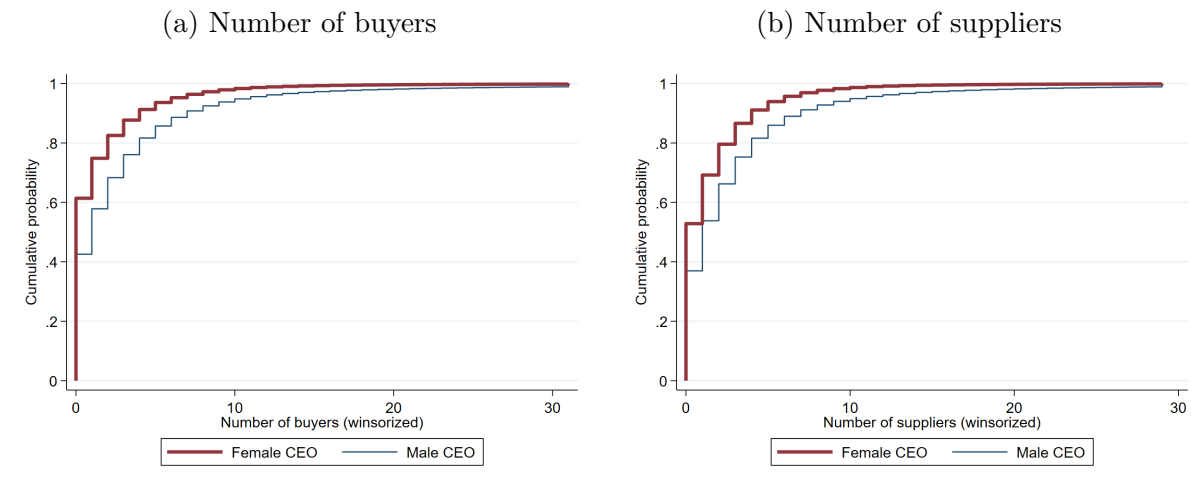 (a) Number of buyers
Cumulative probability
1
.8
.6
.4
.2
0
0 10 20 30
Number of buyers (winsorized)
Female CEO Male CEO
(b) Number of suppliers
Cumulative probability
1
.8
.6
.4
.2
0
0 10 20 30
Number of suppliers (winsorized)
Female CEO Male CEO